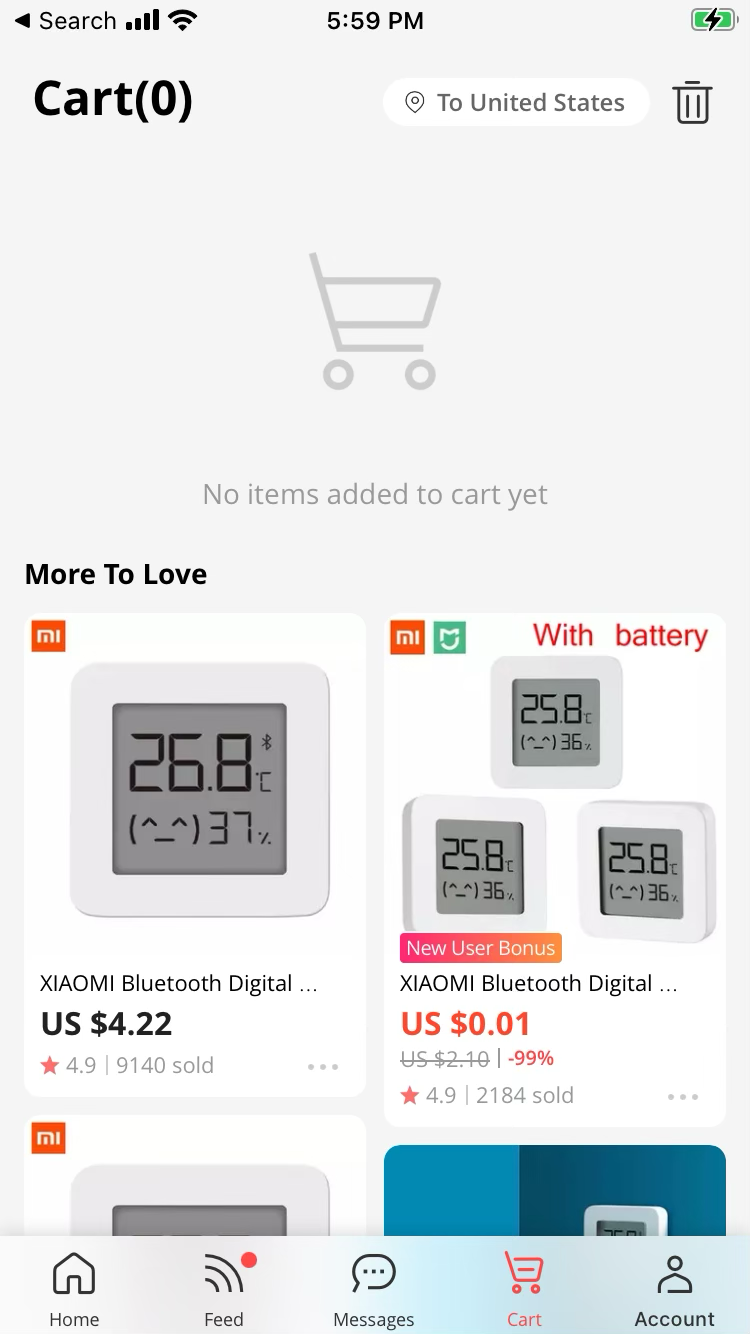 Search
5:59 PM
Cart(0)
To United States
No items added to cart yet
More To Love
mi
26.8 °C
(^_^) 37 %
XIAOMI Bluetooth Digital ...
US $4.22
4.9 | 9140 sold
mi
With battery
25.8 °C
(^_^) 36 %
25.8 °C
(^_^) 36 %
25.8 °C
(^_^) 36 %
New User Bonus
XIAOMI Bluetooth Digital ...
US $0.01
US $2.10 | -99%
4.9 | 2184 sold
mi
Home
Feed
Messages
Cart
Account